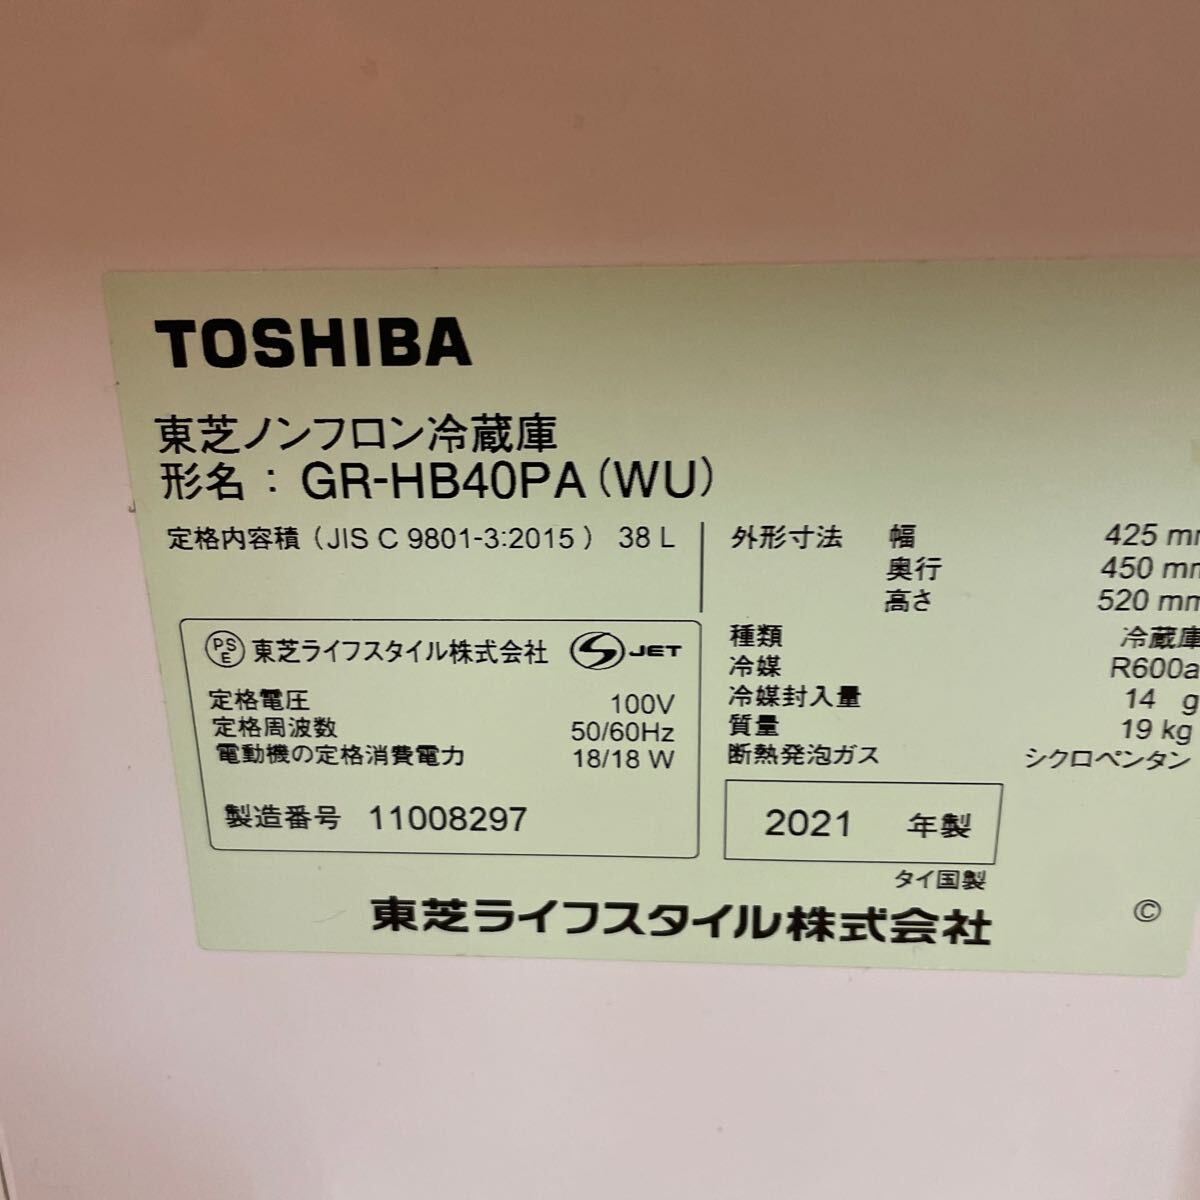 TOSHIBA
東芝ノンフロン冷蔵庫
形名：GR-HB40PA(WU)
定格内容積（JIS C 9801-3:2015） 38 L
外形寸法 幅 425 mm
奥行 450 mm
高さ 520 mm
PSE 東芝ライフスタイル株式会社 S JET
定格電圧 100V
定格周波数 50/60Hz
電動機の定格消費電力 18/18 W
製造番号 11008297
種類 冷蔵庫
冷媒 R600a
冷媒封入量 14 g
質量 19 kg
断熱発泡ガス シクロペンタン
2021 年製
タイ国製
東芝ライフスタイル株式会社
©